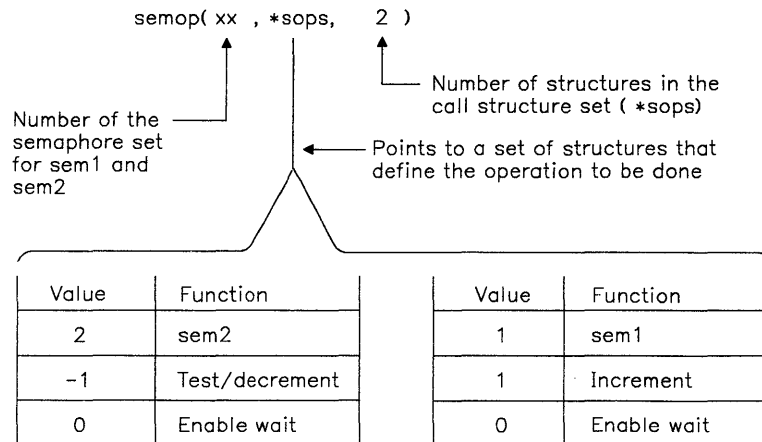 semop( xx , *sops, 2 )
Number of structures in the
call structure set ( *sops)
Number of the
semaphore set
for sem1 and
sem2
Points to a set of structures that
define the operation to be done
Value Function
2 sem2
-1 Test/decrement
0 Enable wait
Value Function
1 sem1
1 Increment
0 Enable wait